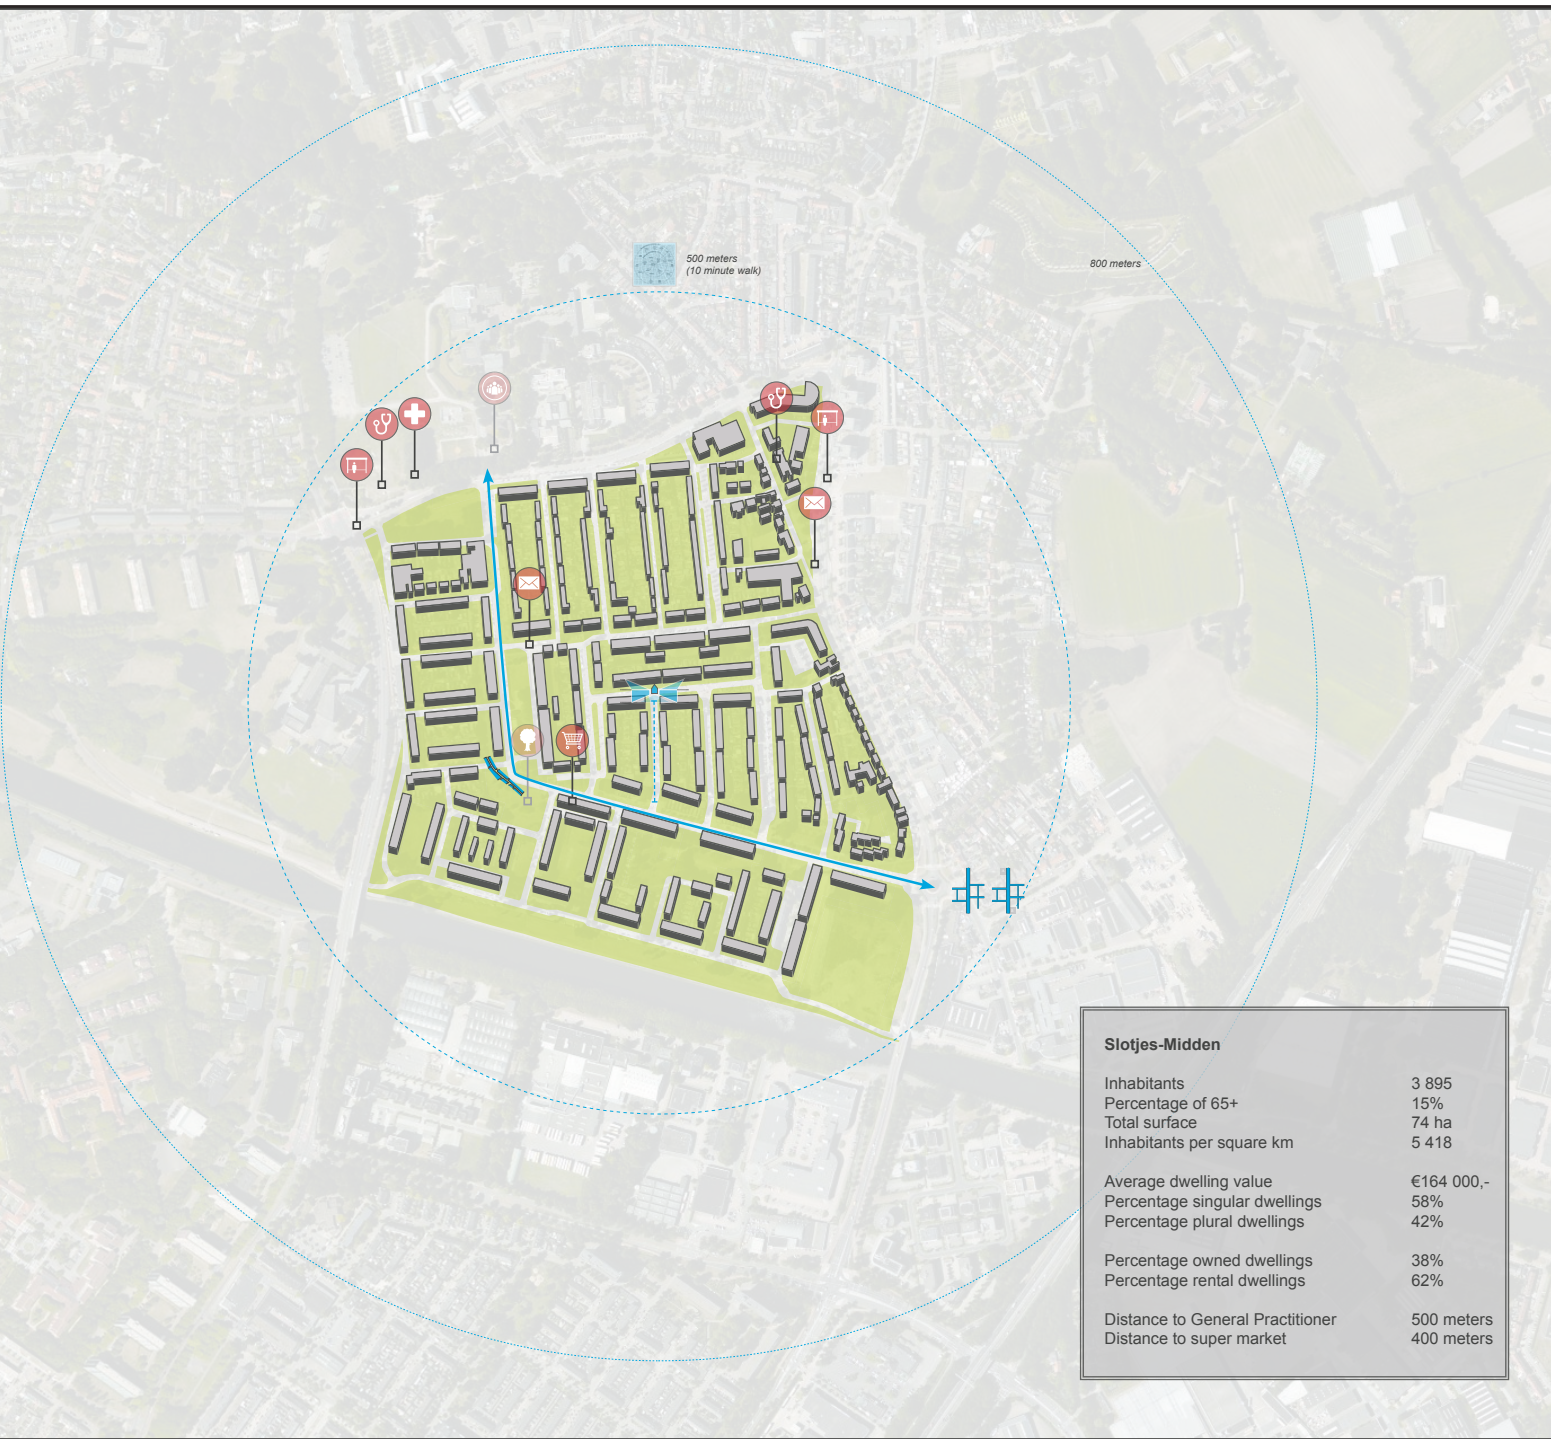 500 meters
(10 minute walk)
800 meters
Slotjes-Midden
Inhabitants 3 895
Percentage of 65+ 15%
Total surface 74 ha
Inhabitants per square km 5 418
Average dwelling value €164 000,-
Percentage singular dwellings 58%
Percentage plural dwellings 42%
Percentage owned dwellings 38%
Percentage rental dwellings 62%
Distance to General Practitioner 500 meters
Distance to super market 400 meters